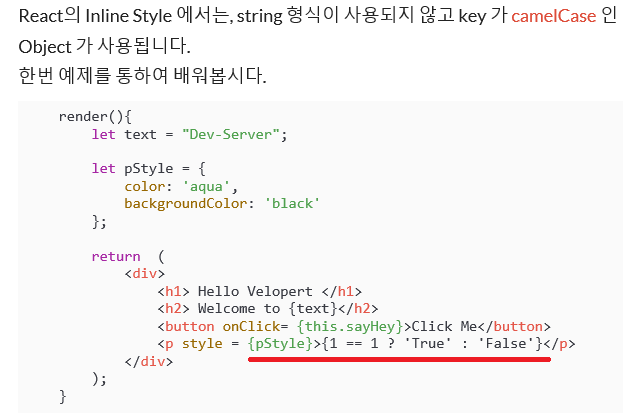 React의 Inline Style 에서는, string 형식이 사용되지 않고 key 가 camelCase 인
Object 가 사용됩니다.
한번 예제를 통하여 배워봅시다.
render(){
let text = "Dev-Server";
let pStyle = {
color: 'aqua',
backgroundColor: 'black'
};
return  (
<div>
<h1> Hello Velopert </h1>
<h2> Welcome to {text}</h2>
<button onClick= {this.sayHey}>Click Me</button>
<p style = {pStyle}>{1 == 1 ? 'True' : 'False'}</p>
</div>
);
}